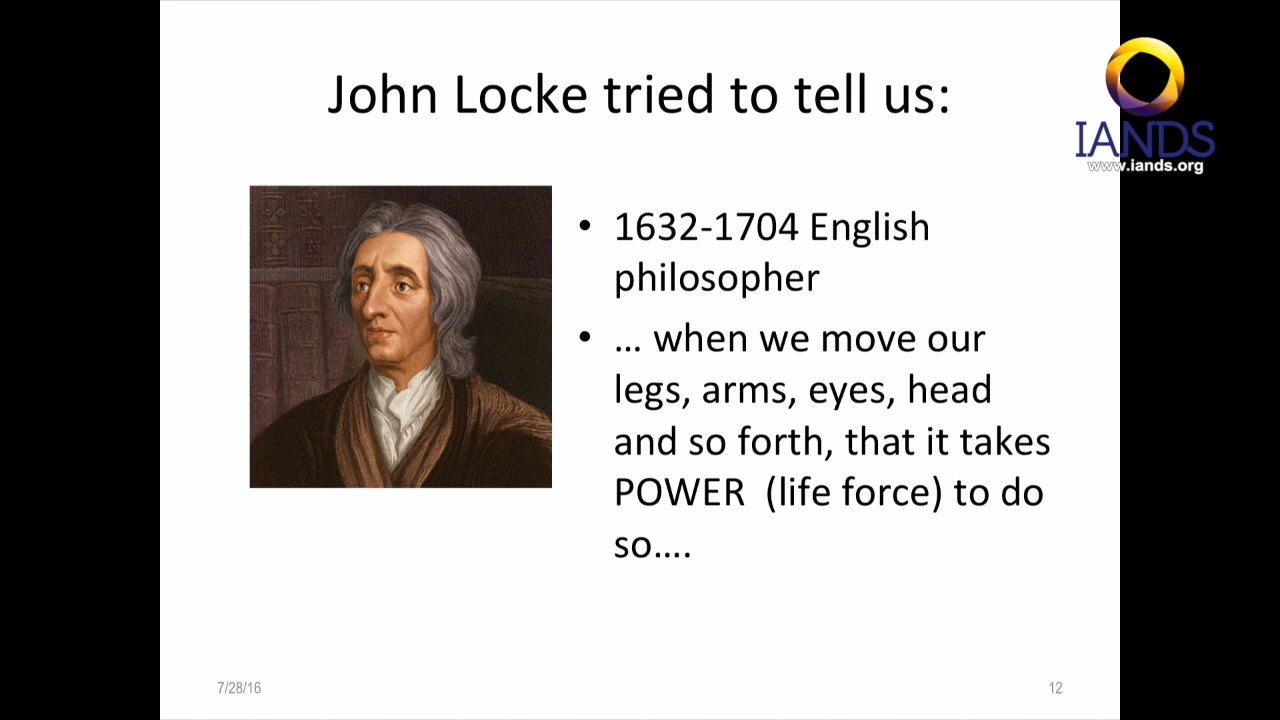 John Locke tried to tell us:
IANDS
www.iands.org
• 1632-1704 English
philosopher
• … when we move our
legs, arms, eyes, head
and so forth, that it takes
POWER  (life force) to do
so….
7/28/16
12